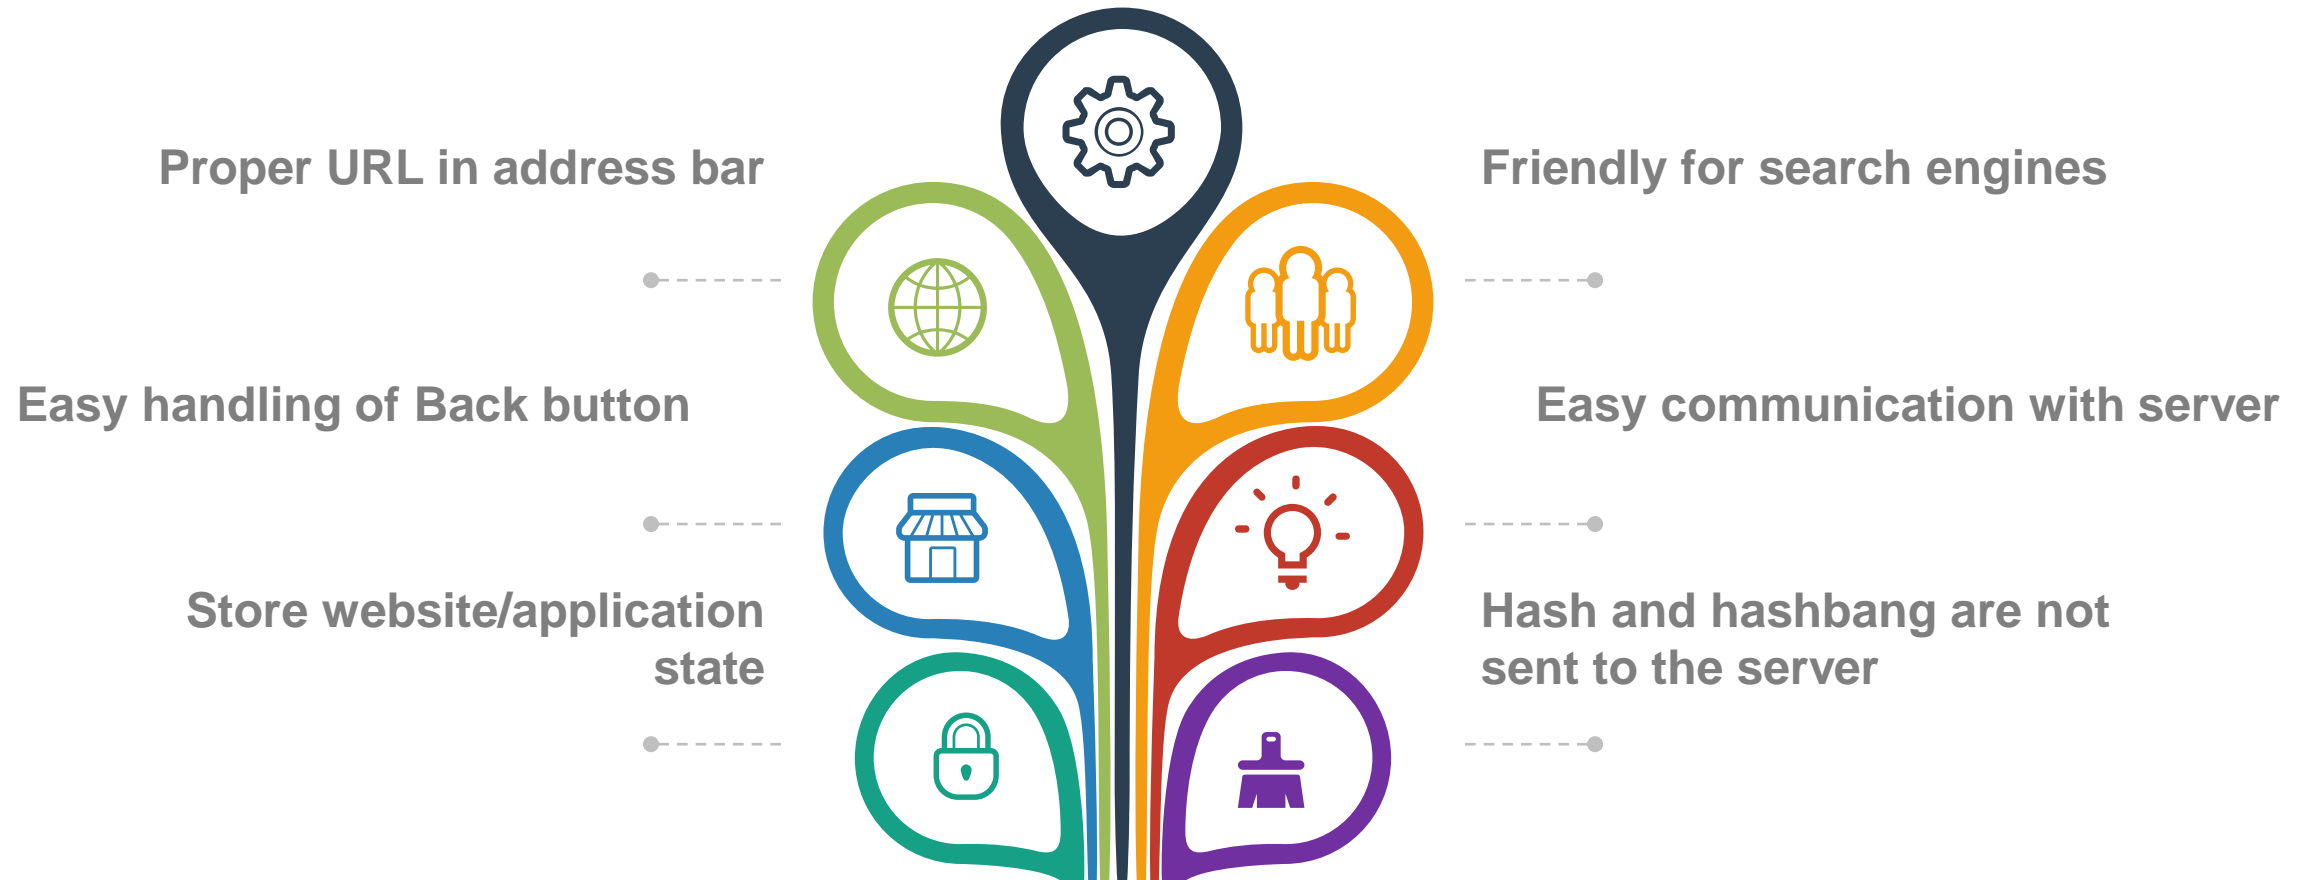 Proper URL in address bar
Friendly for search engines
Easy handling of Back button
Easy communication with server
Store website/application
state
Hash and hashbang are not
sent to the server